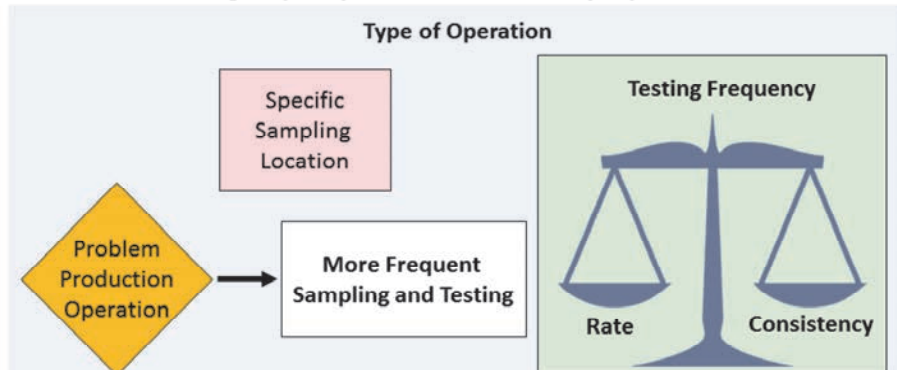 Type of Operation
Specific
Sampling
Location
Problem
Production
Operation
More Frequent
Sampling and Testing
Testing Frequency
Rate
Consistency